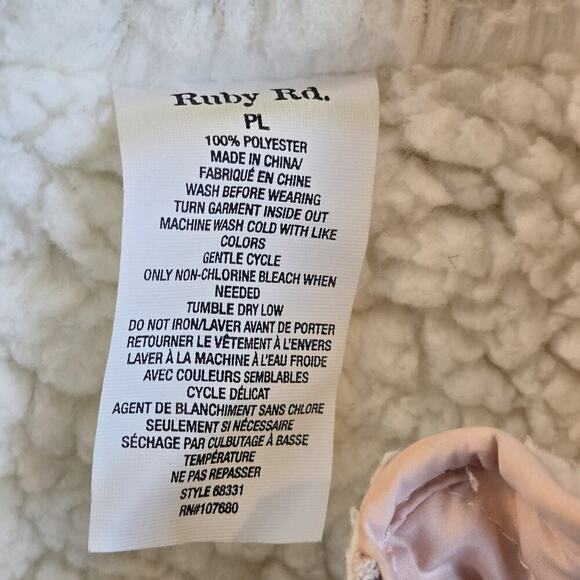 Ruby Rd.
PL
100% POLYESTER
MADE IN CHINA/
FABRIQUÉ EN CHINE
WASH BEFORE WEARING
TURN GARMENT INSIDE OUT
MACHINE WASH COLD WITH LIKE
COLORS
GENTLE CYCLE
ONLY NON-CHLORINE BLEACH WHEN
NEEDED
TUMBLE DRY LOW
DO NOT IRON/LAVER AVANT DE PORTER
RETOURNER LE VÊTEMENT À L'ENVERS
LAVER À LA MACHINE À L'EAU FROIDE
AVEC COULEURS SEMBLABLES
CYCLE DÉLICAT
AGENT DE BLANCHIMENT SANS CHLORE
SEULEMENT SI NÉCESSAIRE
SÉCHAGE PAR CULBUTAGE À BASSE
TEMPÉRATURE
NE PAS REPASSER
STYLE 68331
RN#107680